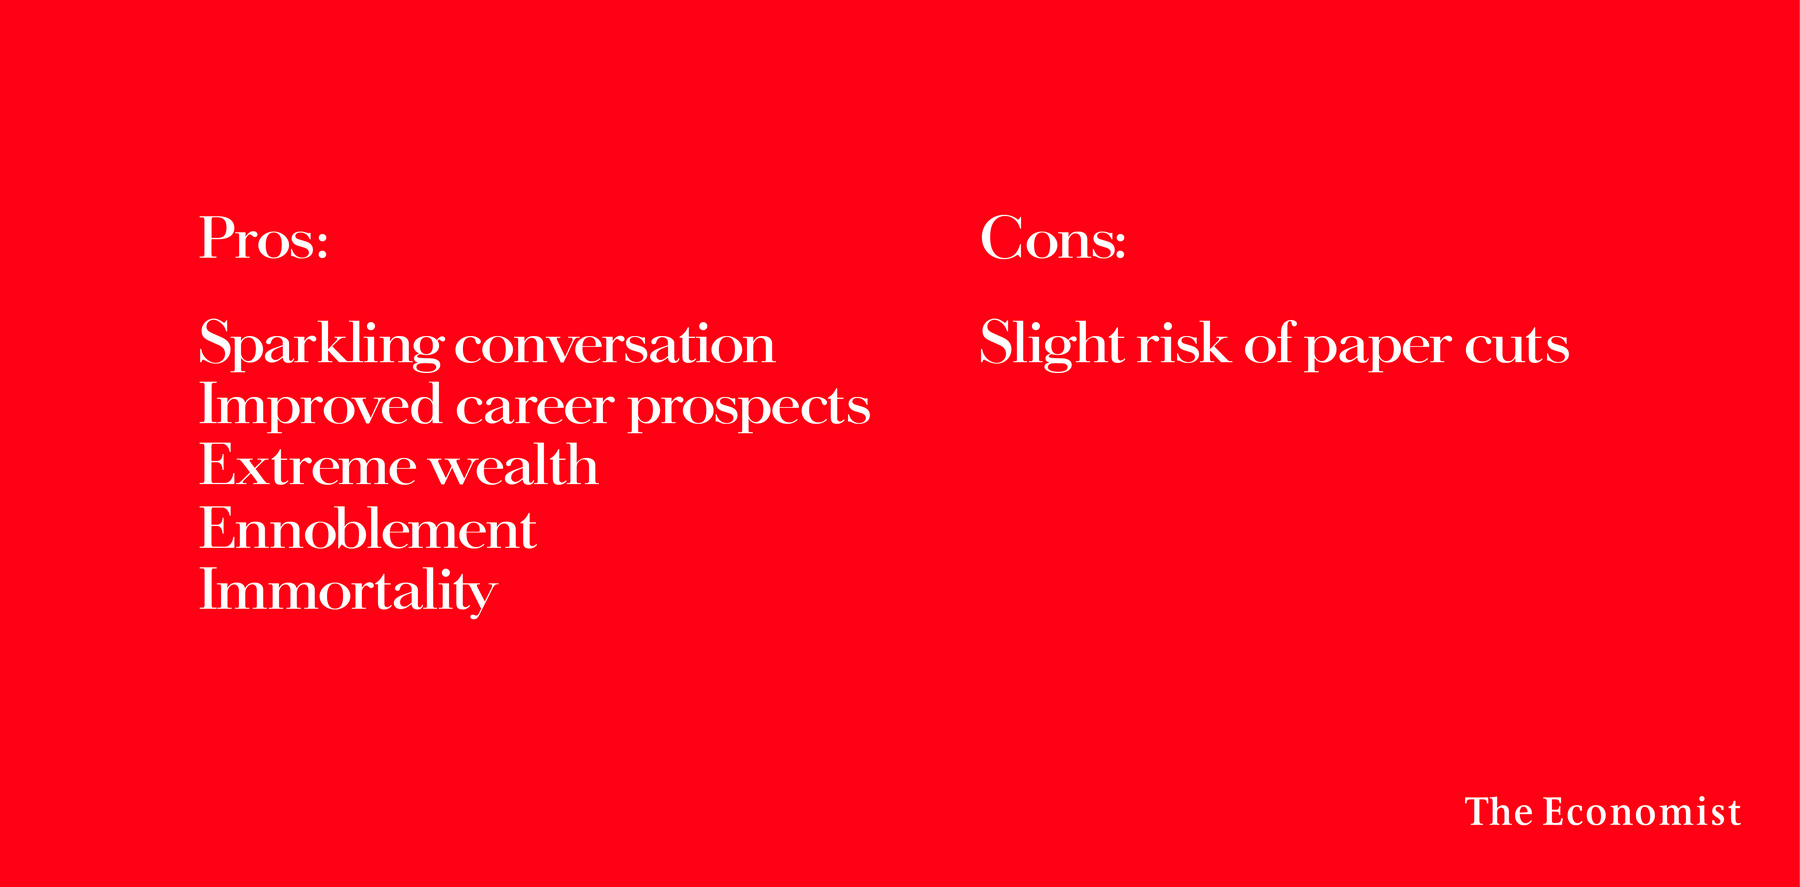 Pros:
Sparkling conversation
Improved career prospects
Extreme wealth
Ennoblement
Immortality
Cons:
Slight risk of paper cuts
The Economist